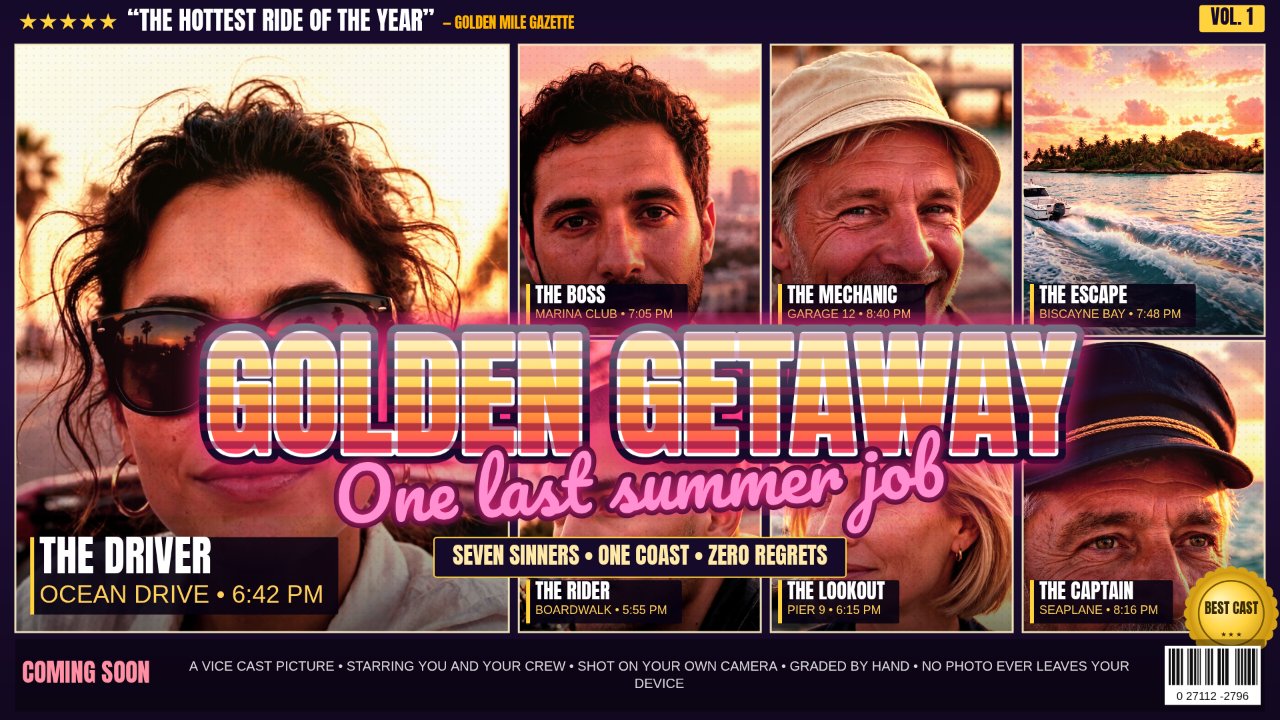 ★★★★★ “THE HOTTEST RIDE OF THE YEAR” – GOLDEN MILE GAZETTE
VOL. 1
THE BOSS
MARINA CLUB • 7:05 PM
THE MECHANIC
GARAGE 12 • 8:40 PM
THE ESCAPE
BISCAYNE BAY • 7:48 PM
GOLDEN GETAWAY
One last summer job
SEVEN SINNERS • ONE COAST • ZERO REGRETS
THE DRIVER
OCEAN DRIVE • 6:42 PM
THE RIDER
BOARDWALK • 5:55 PM
THE LOOKOUT
PIER 9 • 6:15 PM
THE CAPTAIN
SEAPLANE • 8:16 PM
BEST CAST
★★★
COMING SOON
A VICE CAST PICTURE • STARRING YOU AND YOUR CREW • SHOT ON YOUR OWN CAMERA • GRADED BY HAND • NO PHOTO EVER LEAVES YOUR
DEVICE
0 27112 -2796